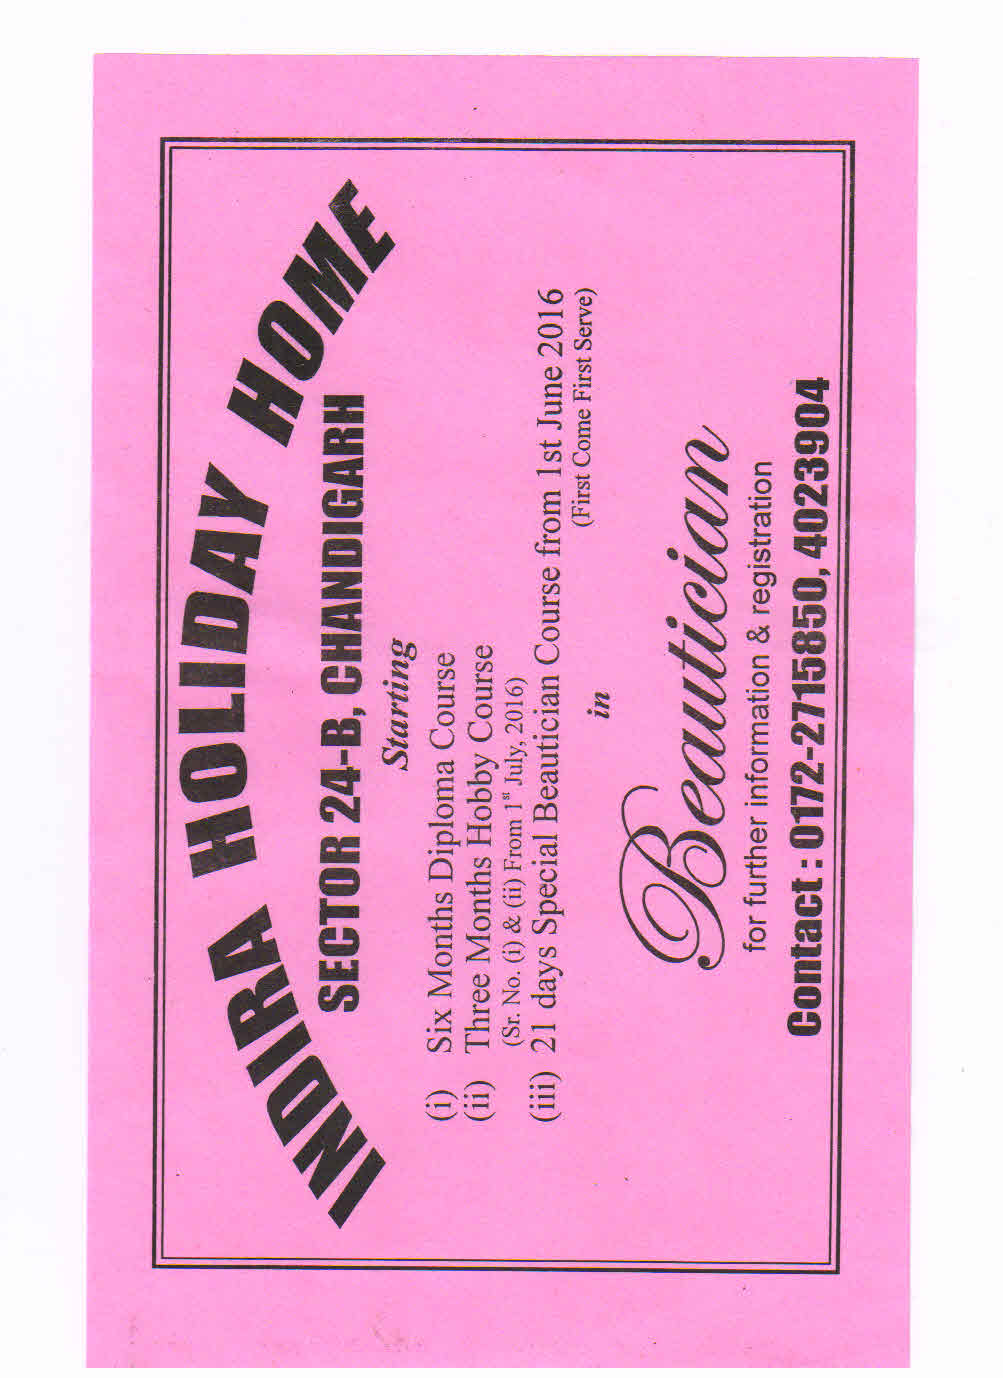 INDIRA HOLIDAY HOME
SECTOR 24-B, CHANDIGARH
Starting
(i) Six Months Diploma Course
(ii) Three Months Hobby Course
(Sr. No. (i) & (ii) From 1st July, 2016)
(iii) 21 days Special Beautician Course from 1st June 2016
(First Come First Serve)
in
Beautician
for further information & registration
Contact : 0172-2715850, 4023904